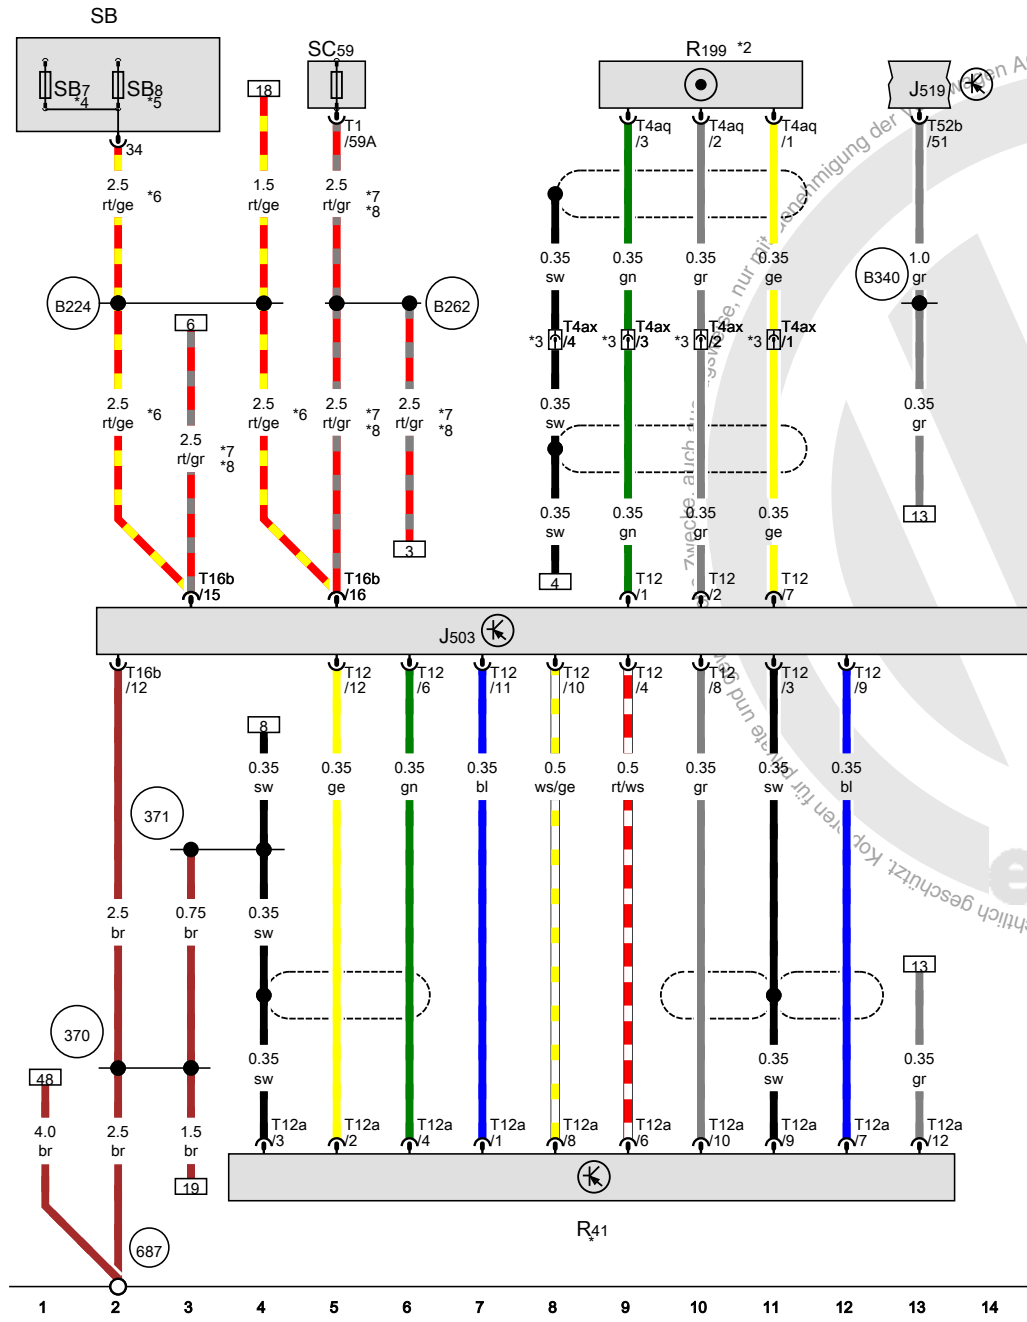 SB
SC59
R199 *2
SB7
*4
SB8
*5
18
J519
T1
/59A
T4aq
/3
T4aq
/2
T4aq
/1
T52b
/51
34
2.5
rt/ge
*6
1.5
rt/ge
2.5
rt/gr
*7
*8
0.35
sw
0.35
gn
0.35
gr
0.35
ge
1.0
gr
B340
B224
B262
6
*3
T4ax
/4
*3
T4ax
/3
*3
T4ax
/2
*3
T4ax
/1
2.5
rt/ge
*6
2.5
rt/gr
*7
*8
2.5
rt/ge
*6
2.5
rt/gr
*7
*8
2.5
rt/gr
*7
*8
0.35
sw
0.35
gr
0.35
sw
0.35
gn
0.35
gr
0.35
ge
13
3
4
T16b
/15
T16b
/16
T12
/1
T12
/2
T12
/7
J503
T16b
/12
T12
/12
T12
/6
T12
/11
T12
/10
T12
/4
T12
/8
T12
/3
T12
/9
8
0.35
sw
0.35
ge
0.35
gn
0.35
bl
0.5
ws/ge
0.5
rt/ws
0.35
gr
0.35
sw
0.35
bl
371
2.5
br
0.75
br
0.35
sw
13
370
48
4.0
br
2.5
br
1.5
br
0.35
sw
0.35
sw
0.35
gr
19
T12a
/3
T12a
/2
T12a
/4
T12a
/1
T12a
/8
T12a
/6
T12a
/10
T12a
/9
T12a
/7
T12a
/12
R41
*
687
1 2 3 4 5 6 7 8 9 10 11 12 13 14